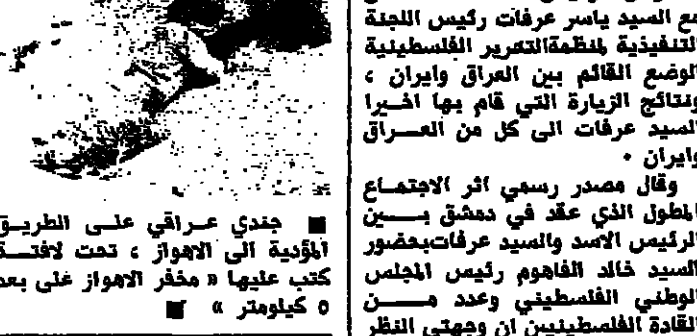 مع السيد ياسر عرفات رئيس اللجنة
التنفيذية لمنظمةالتحرير الفلسطينية
الوضع القائم بين العراق وايران ،
ونتائج الزيارة التي قام بها اخيرا
السيد عرفات الى كل من العراق
وايران •
وقال مصدر رسمي اثر الاجتماع
المطول الذي عقد في دمشق بين
الرئيس الاسد والسيد عرفاتبحضور
السيد خالد الفاهوم رئيس المجلس
الوطني الفلسطيني وعدد من
القادة الفلسطينيين ان وجهتي النظر
■ جندي عراقي على الطريق
المؤدية الى الاهواز ، تحت لافتة
كتب عليها « مخفر الاهواز على بعد
٥ كيلومتر » ■